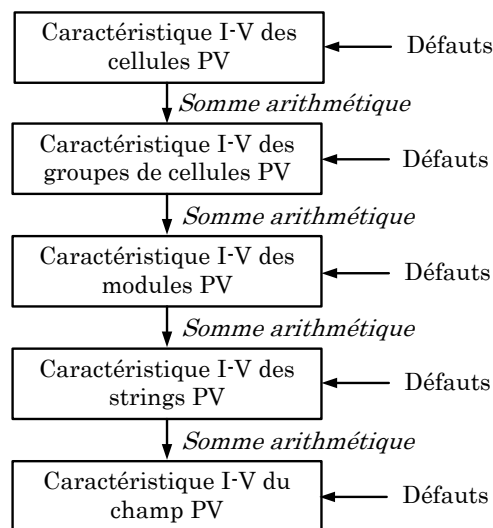 Caractéristique I-V des
cellules PV
Défauts
Somme arithmétique
Caractéristique I-V des
groupes de cellules PV
Défauts
Somme arithmétique
Caractéristique I-V des
modules PV
Défauts
Somme arithmétique
Caractéristique I-V des
strings PV
Défauts
Somme arithmétique
Caractéristique I-V du
champ PV
Défauts